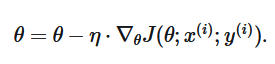 θ = θ − η · ∇_θ J(θ; x^{(i)}; y^{(i)}).